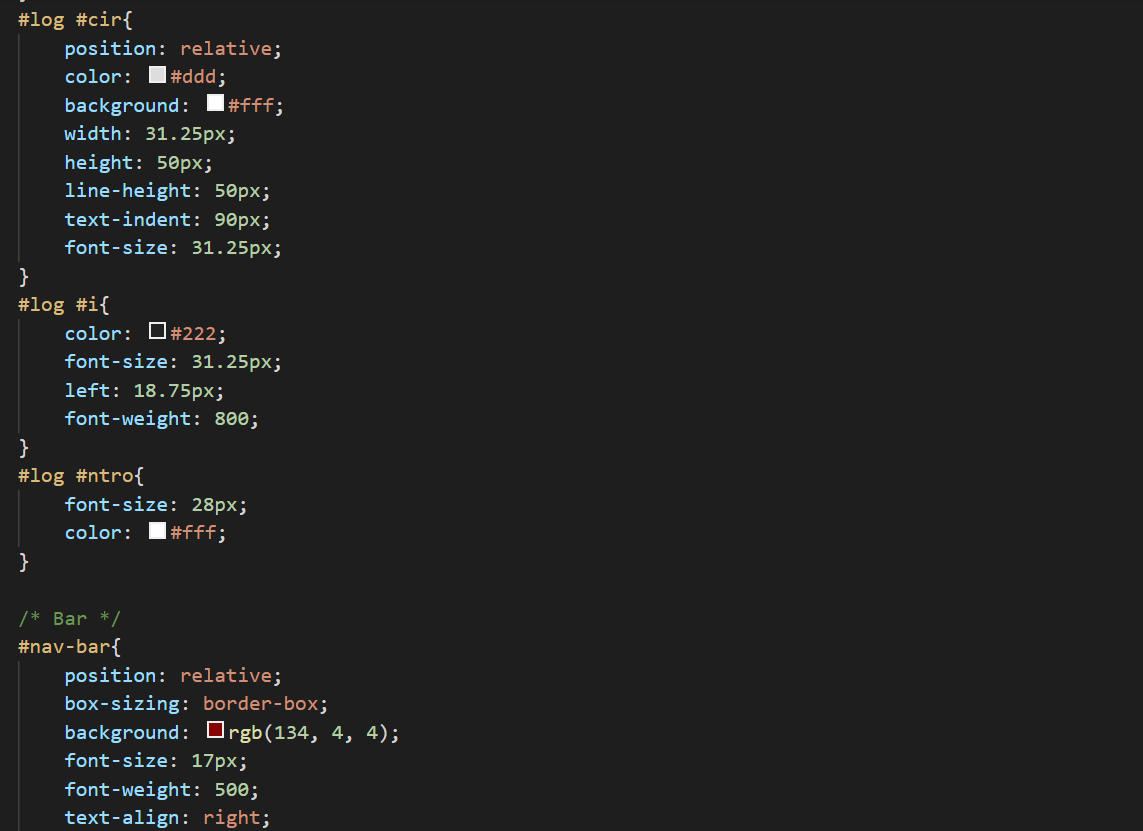 #log #cir{
    position: relative;
    color: #ddd;
    background: #fff;
    width: 31.25px;
    height: 50px;
    line-height: 50px;
    text-indent: 90px;
    font-size: 31.25px;
}
#log #i{
    color: #222;
    font-size: 31.25px;
    left: 18.75px;
    font-weight: 800;
}
#log #ntro{
    font-size: 28px;
    color: #fff;
}
/* Bar */
#nav-bar{
    position: relative;
    box-sizing: border-box;
    background: rgb(134, 4, 4);
    font-size: 17px;
    font-weight: 500;
    text-align: right;